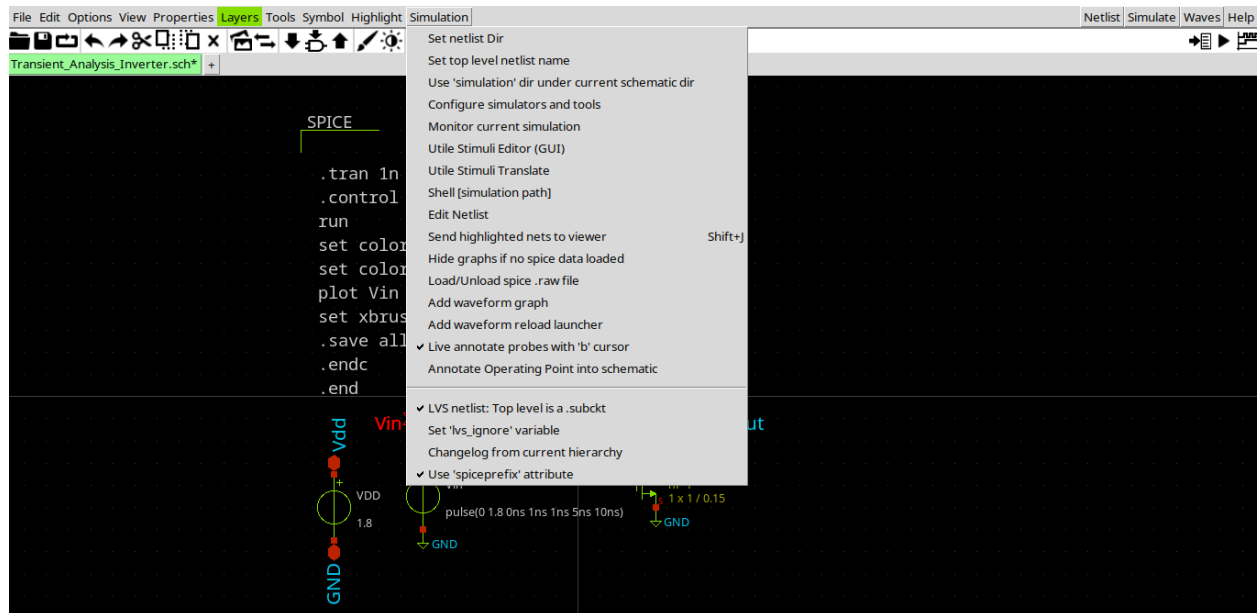 File Edit Options View Properties Layers Tools Symbol Highlight Simulation Netlist Simulate Waves Help
Transient_Analysis_Inverter.sch* +
Set netlist Dir
Set top level netlist name
Use 'simulation' dir under current schematic dir
Configure simulators and tools
Monitor current simulation
Utile Stimuli Editor (GUI)
Utile Stimuli Translate
Shell [simulation path]
Edit Netlist
Send highlighted nets to viewer Shift+J
Hide graphs if no spice data loaded
Load/Unload spice .raw file
Add waveform graph
Add waveform reload launcher
Live annotate probes with 'b' cursor
Annotate Operating Point into schematic
LVS netlist: Top level is a .subckt
Set 'lvs_ignore' variable
Changelog from current hierarchy
Use 'spiceprefix' attribute
SPICE
.tran 1n
.control
run
set color
set color
plot Vin
set xbrus
.save all
.endc
.end
Vdd
Vin
ut
VDD
1.8
GND
pulse(0 1.8 0ns 1ns 1ns 5ns 10ns)
GND
s 1 x 1 / 0.15
GND